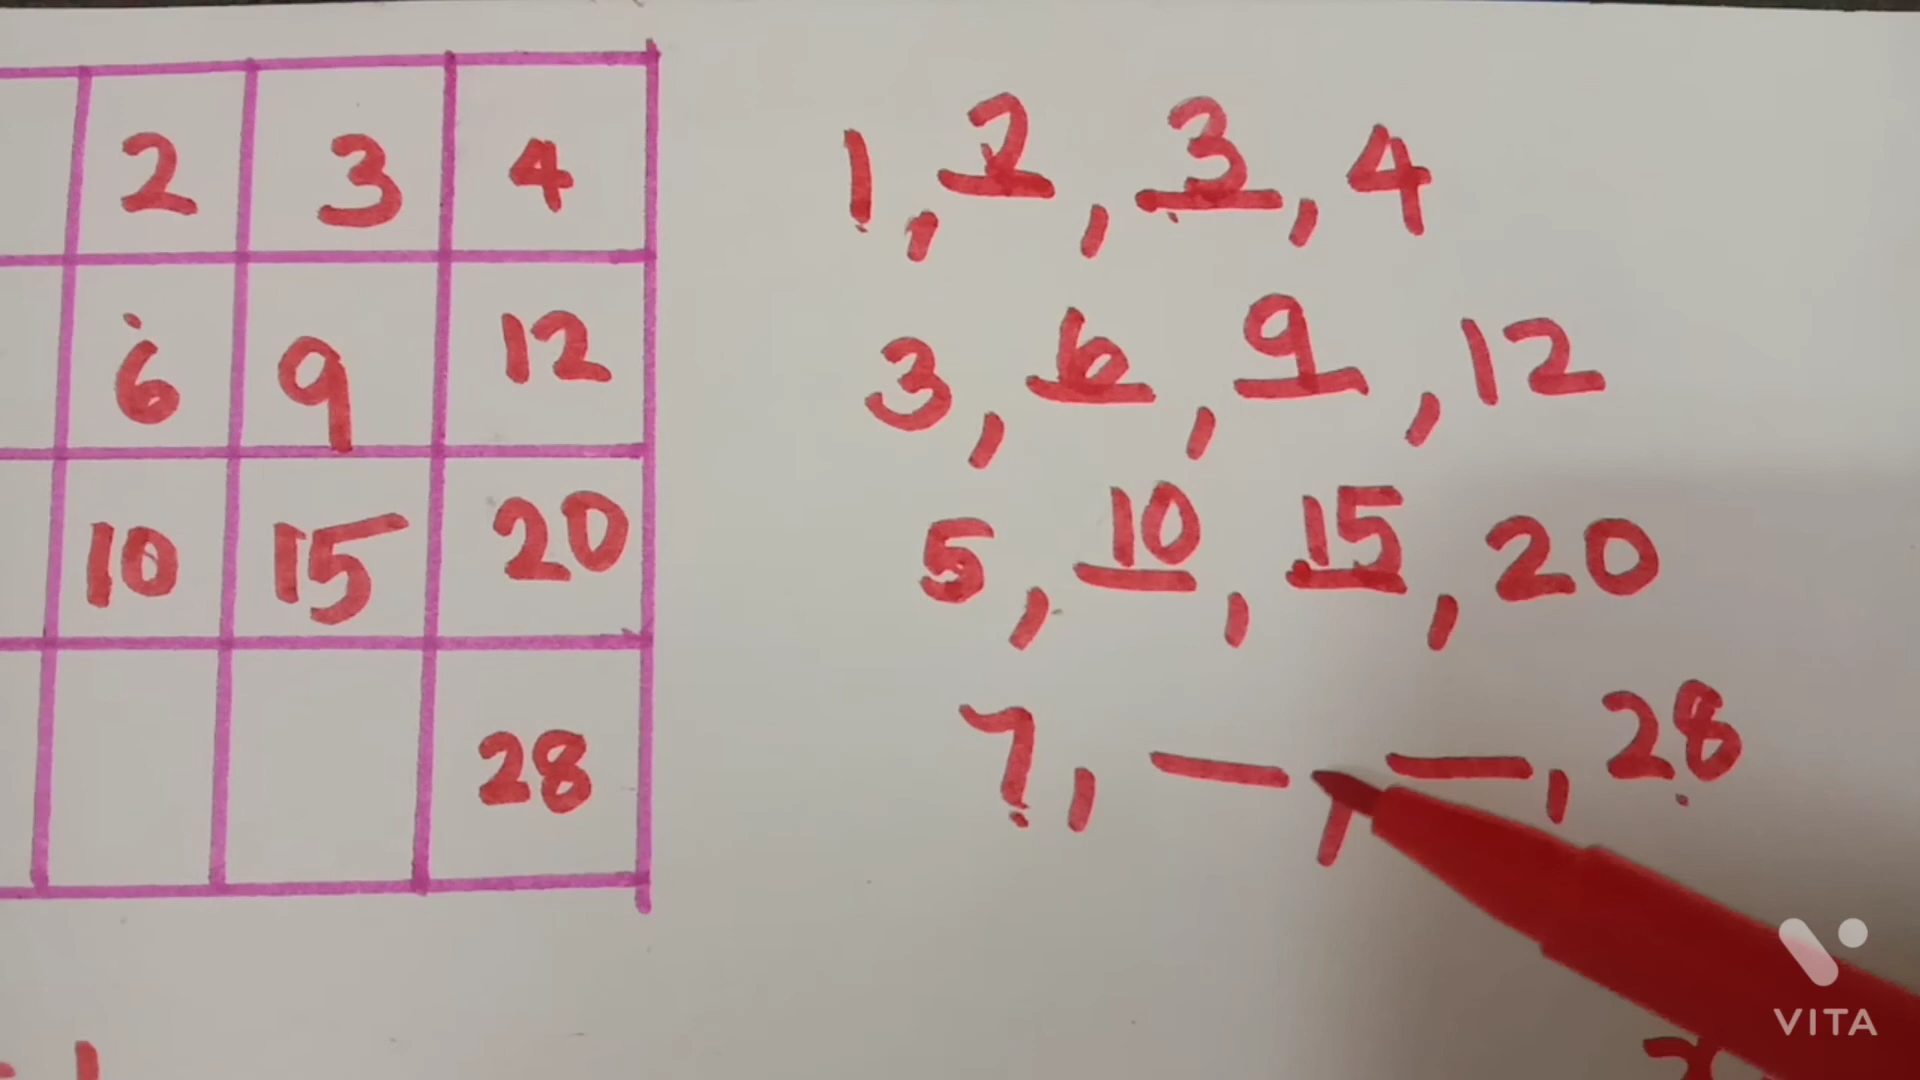 2 3 4
6 9 12
10 15 20
28
1, 2, 3, 4
3, 6, 9, 12
5, 10, 15, 20
7, __, __, 28
VITA